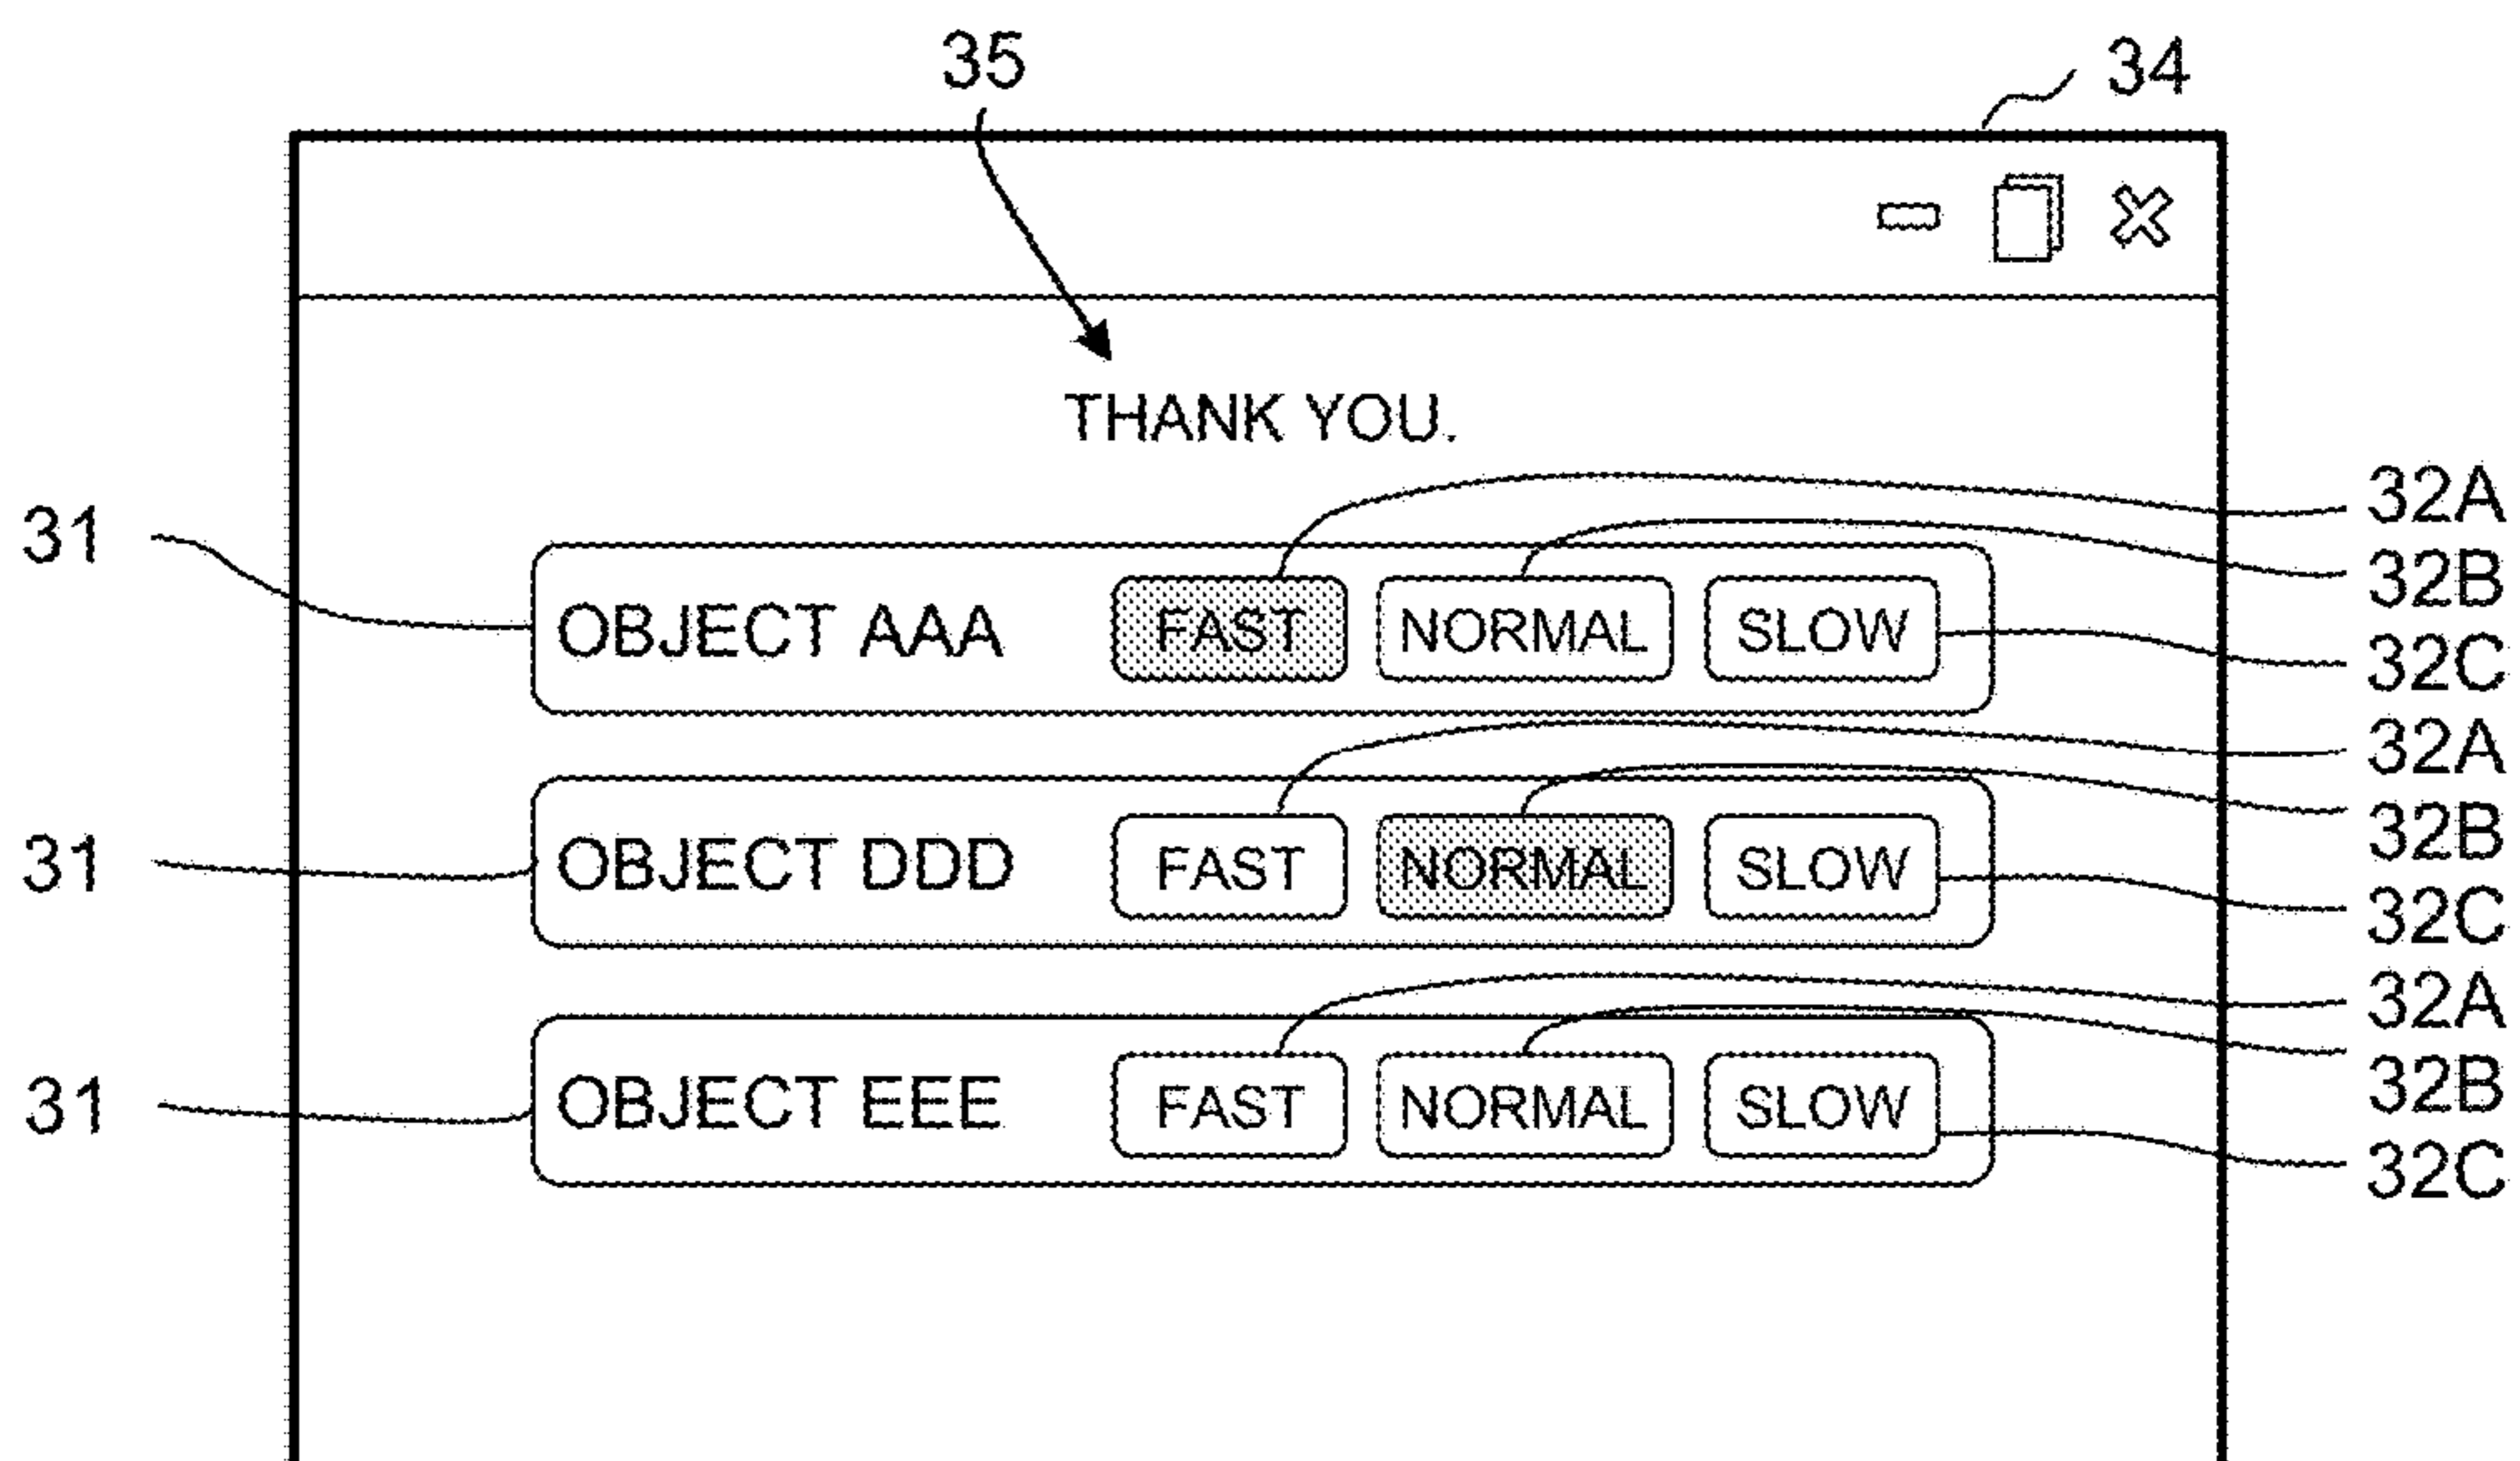 35
34
THANK YOU.
32A
31
32B
OBJECT AAA FAST NORMAL SLOW
32C
32A
32B
31
OBJECT DDD FAST NORMAL SLOW
32C
32A
32B
31
OBJECT EEE FAST NORMAL SLOW
32C